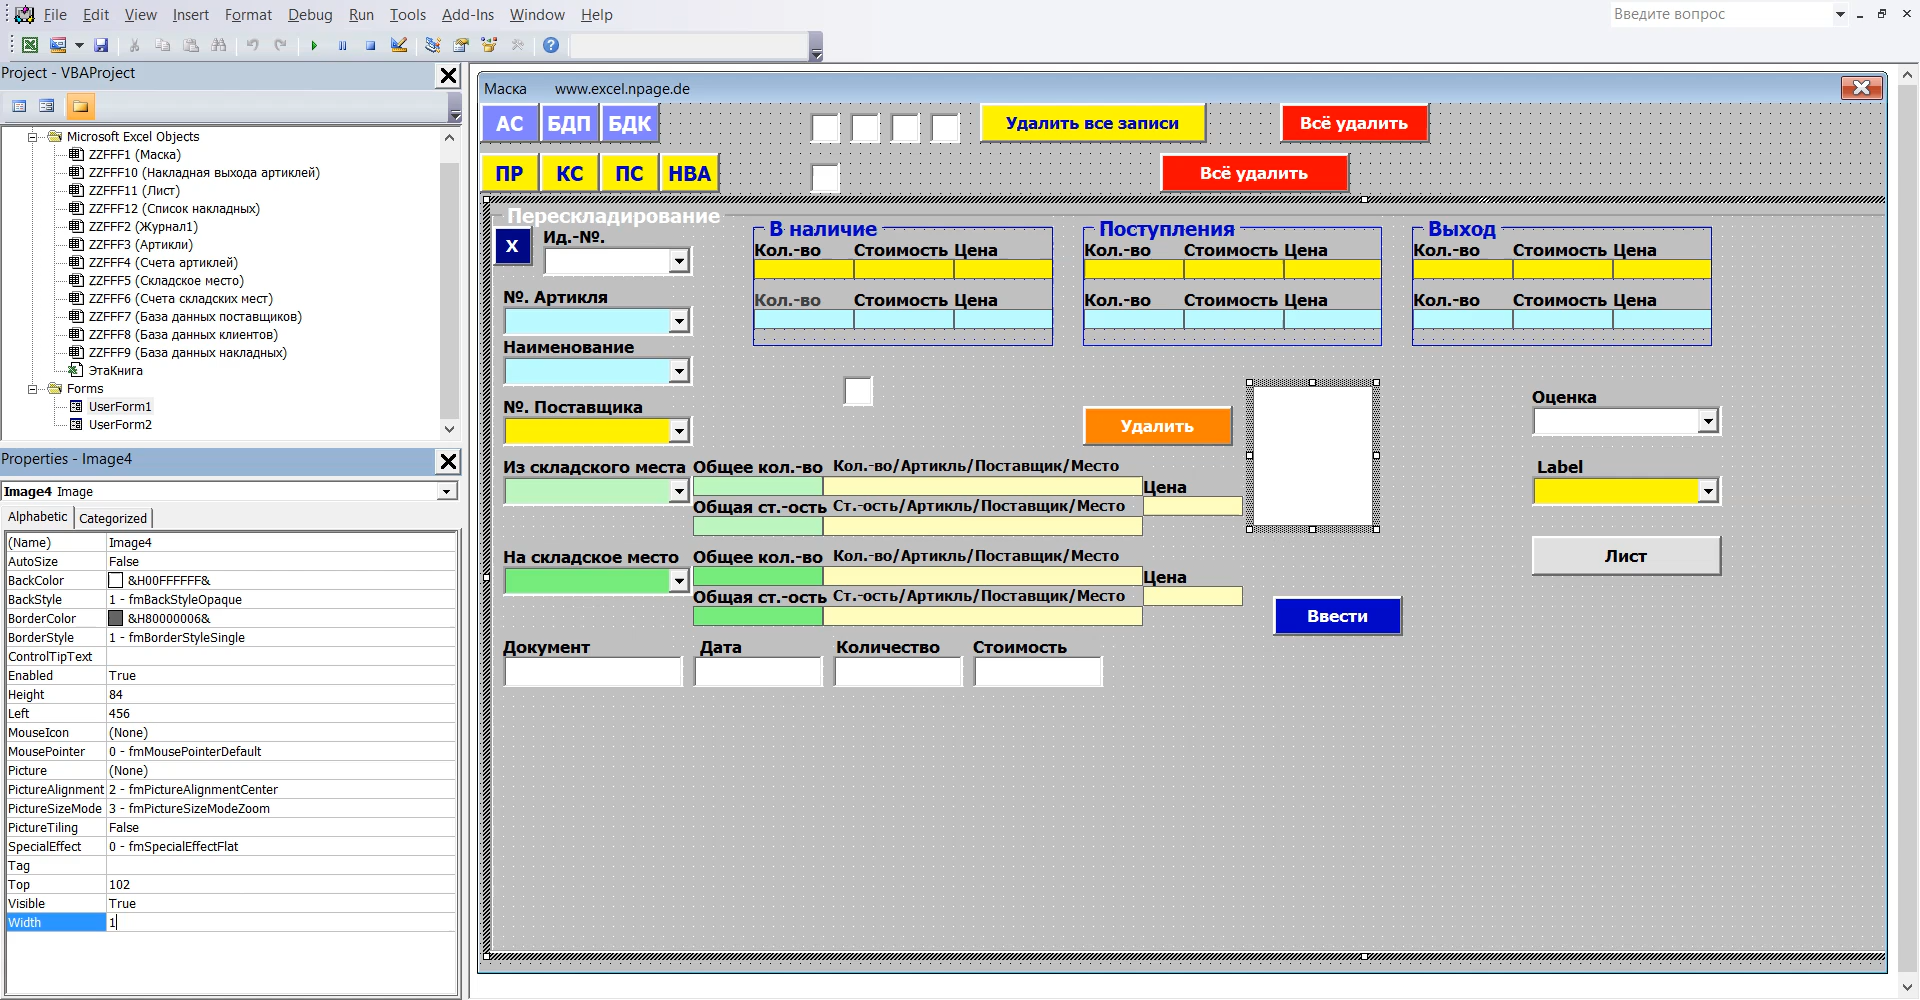 File Edit View Insert Format Debug Run Tools Add-Ins Window Help
Введите вопрос
Project - VBAProject
Microsoft Excel Objects
ZZFFF1 (Маска)
ZZFFF10 (Накладная выхода артиклей)
ZZFFF11 (Лист)
ZZFFF12 (Список накладных)
ZZFFF2 (Журнал1)
ZZFFF3 (Артикли)
ZZFFF4 (Счета артиклей)
ZZFFF5 (Складское место)
ZZFFF6 (Счета складских мест)
ZZFFF7 (База данных поставщиков)
ZZFFF8 (База данных клиентов)
ZZFFF9 (База данных накладных)
ЭтаКнига
Forms
UserForm1
UserForm2
Properties - Image4
Image4 Image
Alphabetic Categorized
(Name) Image4
AutoSize False
BackColor &H00FFFFFF&
BackStyle 1 - fmBackStyleOpaque
BorderColor &H80000006&
BorderStyle 1 - fmBorderStyleSingle
ControlTipText
Enabled True
Height 84
Left 456
MouseIcon (None)
MousePointer 0 - fmMousePointerDefault
Picture (None)
PictureAlignment 2 - fmPictureAlignmentCenter
PictureSizeMode 3 - fmPictureSizeModeZoom
PictureTiling False
SpecialEffect 0 - fmSpecialEffectFlat
Tag
Top 102
Visible True
Width 1
Маска www.excel.npage.de
АС БДП БДК Удалить все записи Всё удалить
ПР КС ПС НВА Всё удалить
Перескладирование
X Ид.-№.
В наличие Поступления Выход
Кол.-во Стоимость Цена Кол.-во Стоимость Цена Кол.-во Стоимость Цена
№. Артикля
Кол.-во Стоимость Цена Кол.-во Стоимость Цена Кол.-во Стоимость Цена
Наименование
№. Поставщика
Удалить
Оценка
Из складского места Общее кол.-во Кол.-во/Артикль/Поставщик/Место
Label
Цена
Общая ст.-ость Ст.-ость/Артикль/Поставщик/Место
На складское место Общее кол.-во Кол.-во/Артикль/Поставщик/Место
Лист
Цена
Общая ст.-ость Ст.-ость/Артикль/Поставщик/Место
Ввести
Документ Дата Количество Стоимость